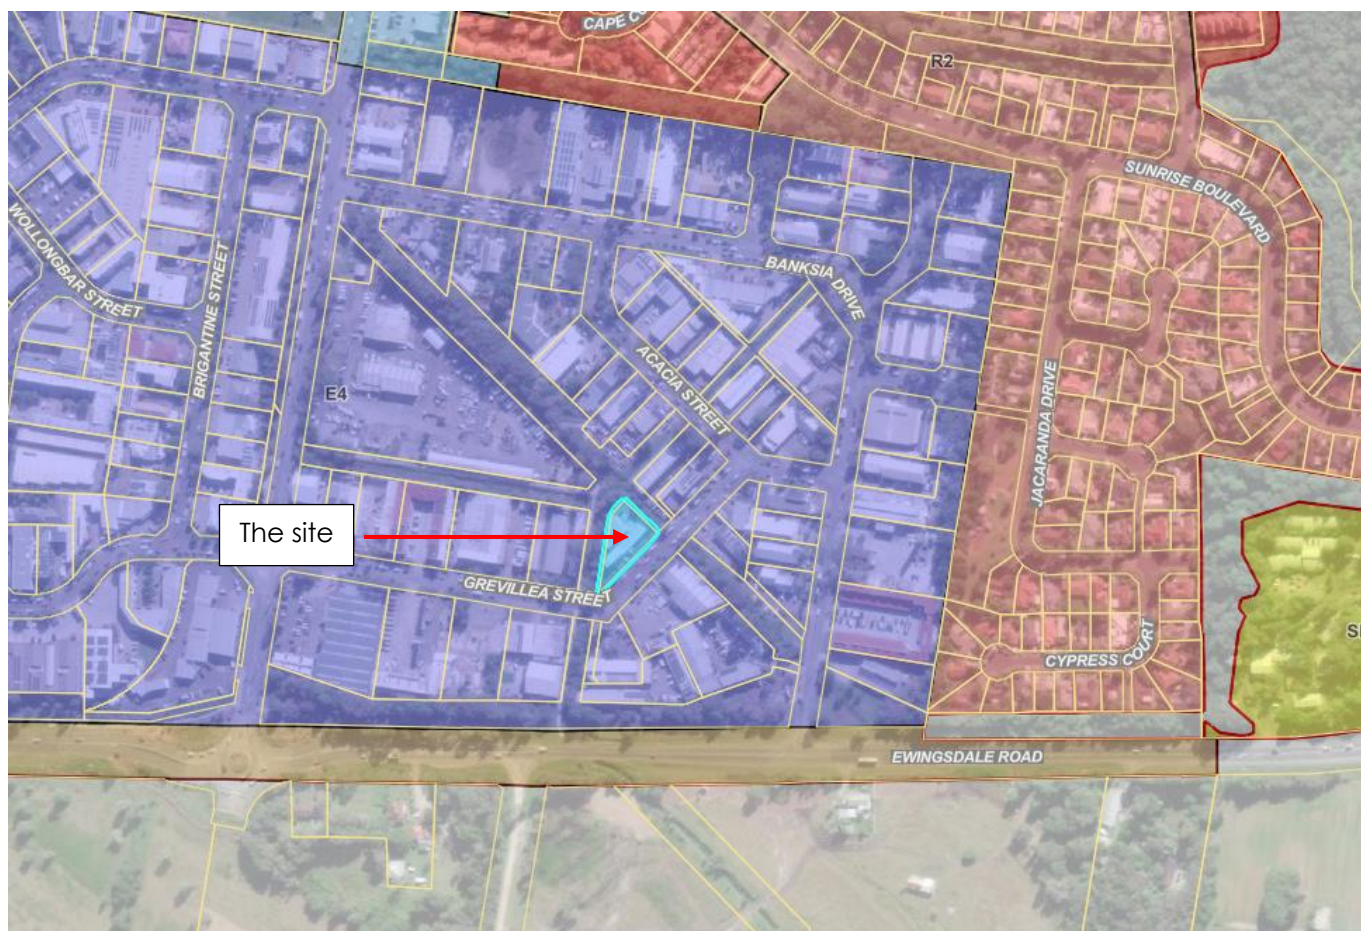 CAPE CO
R2
SUNRISE BOULEVARD
WOLLONGBAR STREET
BRIGANTINE STREET
BANKSIA DRIVE
ACACIA STREET
E4
JACARANDA DRIVE
The site
GREVILLEA STREET
CYPRESS COURT
EWINGSDALE ROAD